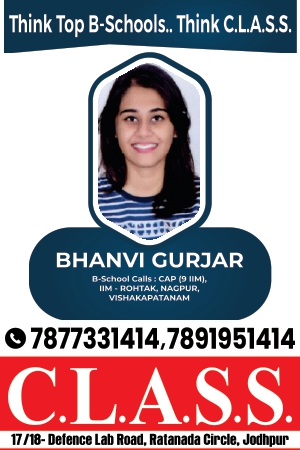 Think Top B-Schools.. Think C.L.A.S.S.
BHANVI GURJAR
B-School Calls : CAP (9 IIM),
IIM - ROHTAK, NAGPUR,
VISHAKAPATANAM
7877331414,7891951414
C.L.A.S.S.
17/18- Defence Lab Road, Ratanada Circle, Jodhpur